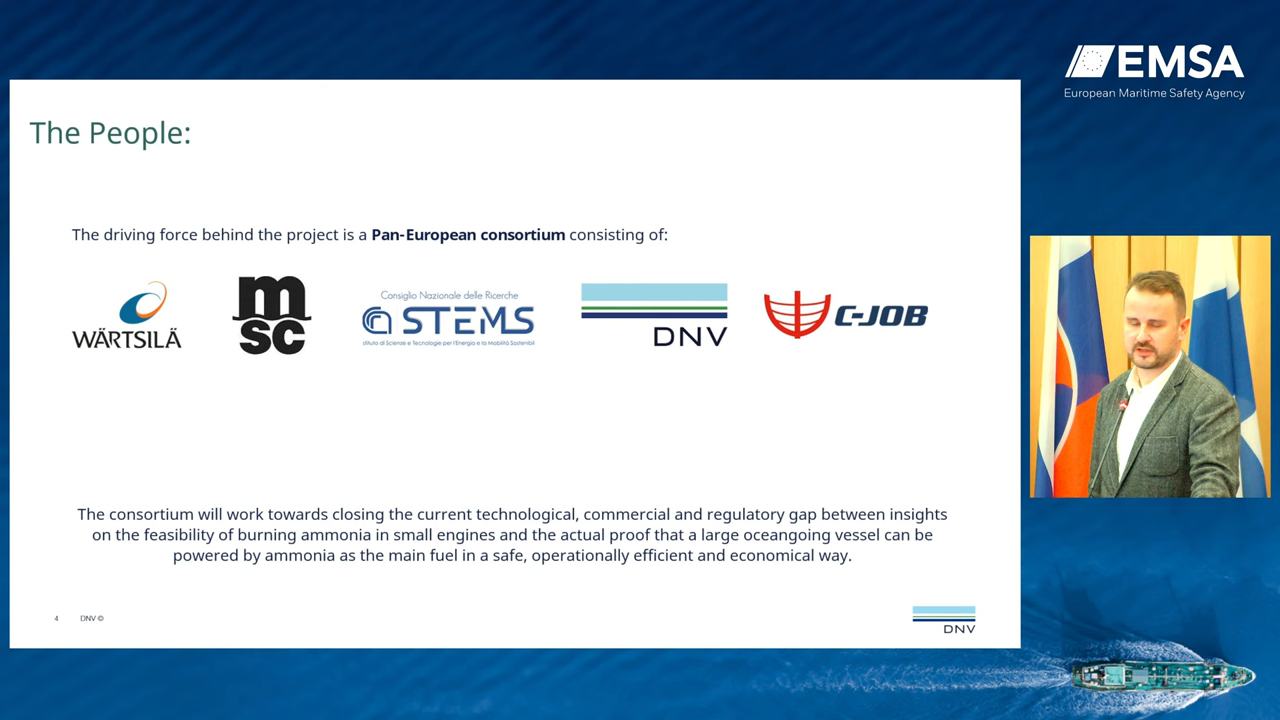 EMSA
European Maritime Safety Agency
The People:
The driving force behind the project is a Pan-European consortium consisting of:
WÄRTSILÄ
msc
Consiglio Nazionale delle Ricerche
STEMS
stituto di Scienze e Tecnologie per l'Energia e la Mobilità Sostenibili
DNV
C-JOB
The consortium will work towards closing the current technological, commercial and regulatory gap between insights
on the feasibility of burning ammonia in small engines and the actual proof that a large oceangoing vessel can be
powered by ammonia as the main fuel in a safe, operationally efficient and economical way.
4 DNV ©
DNV